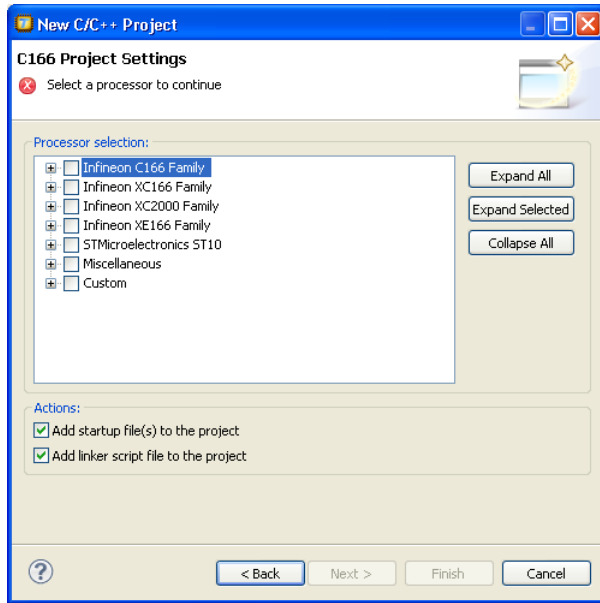 New C/C++ Project
C166 Project Settings
Select a processor to continue
Processor selection:
Infineon C166 Family
Infineon XC166 Family
Infineon XC2000 Family
Infineon XE166 Family
STMicroelectronics ST10
Miscellaneous
Custom
Expand All
Expand Selected
Collapse All
Actions:
Add startup file(s) to the project
Add linker script file to the project
? < Back Next > Finish Cancel